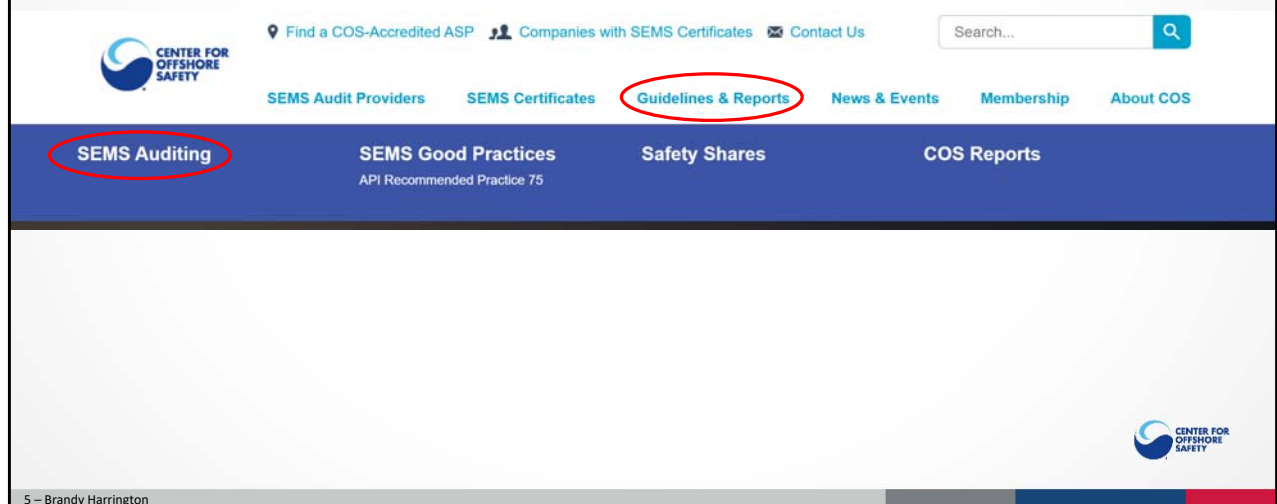 Find a COS-Accredited ASP Companies with SEMS Certificates Contact Us Search...
CENTER FOR
OFFSHORE
SAFETY
SEMS Audit Providers SEMS Certificates Guidelines & Reports News & Events Membership About COS
SEMS Auditing SEMS Good Practices Safety Shares COS Reports
API Recommended Practice 75
CENTER FOR
OFFSHORE
SAFETY
5 – Brandy Harrington